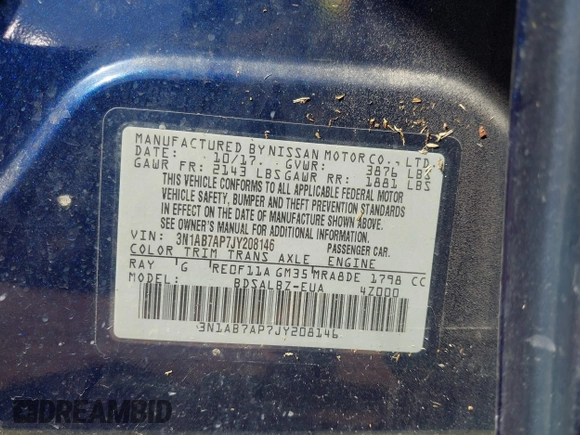 MANUFACTURED BY NISSAN MOTOR CO., LTD.
DATE: 10/17 GVWR: 3876 LBS
GAWR FR: 2143 LBS GAWR RR: 1881 LBS
THIS VEHICLE CONFORMS TO ALL APPLICABLE FEDERAL MOTOR
VEHICLE SAFETY, BUMPER AND THEFT PREVENTION STANDARDS
IN EFFECT ON THE DATE OF MANUFACTURE SHOWN ABOVE.
SEE OWNER'S MANUAL FOR ADDITIONAL INFORMATION.
VIN: 3N1AB7AP7JY208146 PASSENGER CAR.
COLOR TRIM TRANS AXLE ENGINE
RAY 'G RE0F11A GM35 MRA8DE 1798 CC
MODEL: BDSALBZ-EUA 4Z000
3N1AB7AP7JY208146
DREAMBID